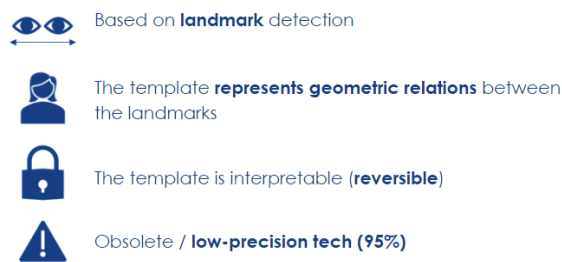 Based on landmark detection
The template represents geometric relations between
the landmarks
The template is interpretable (reversible)
Obsolete / low-precision tech (95%)